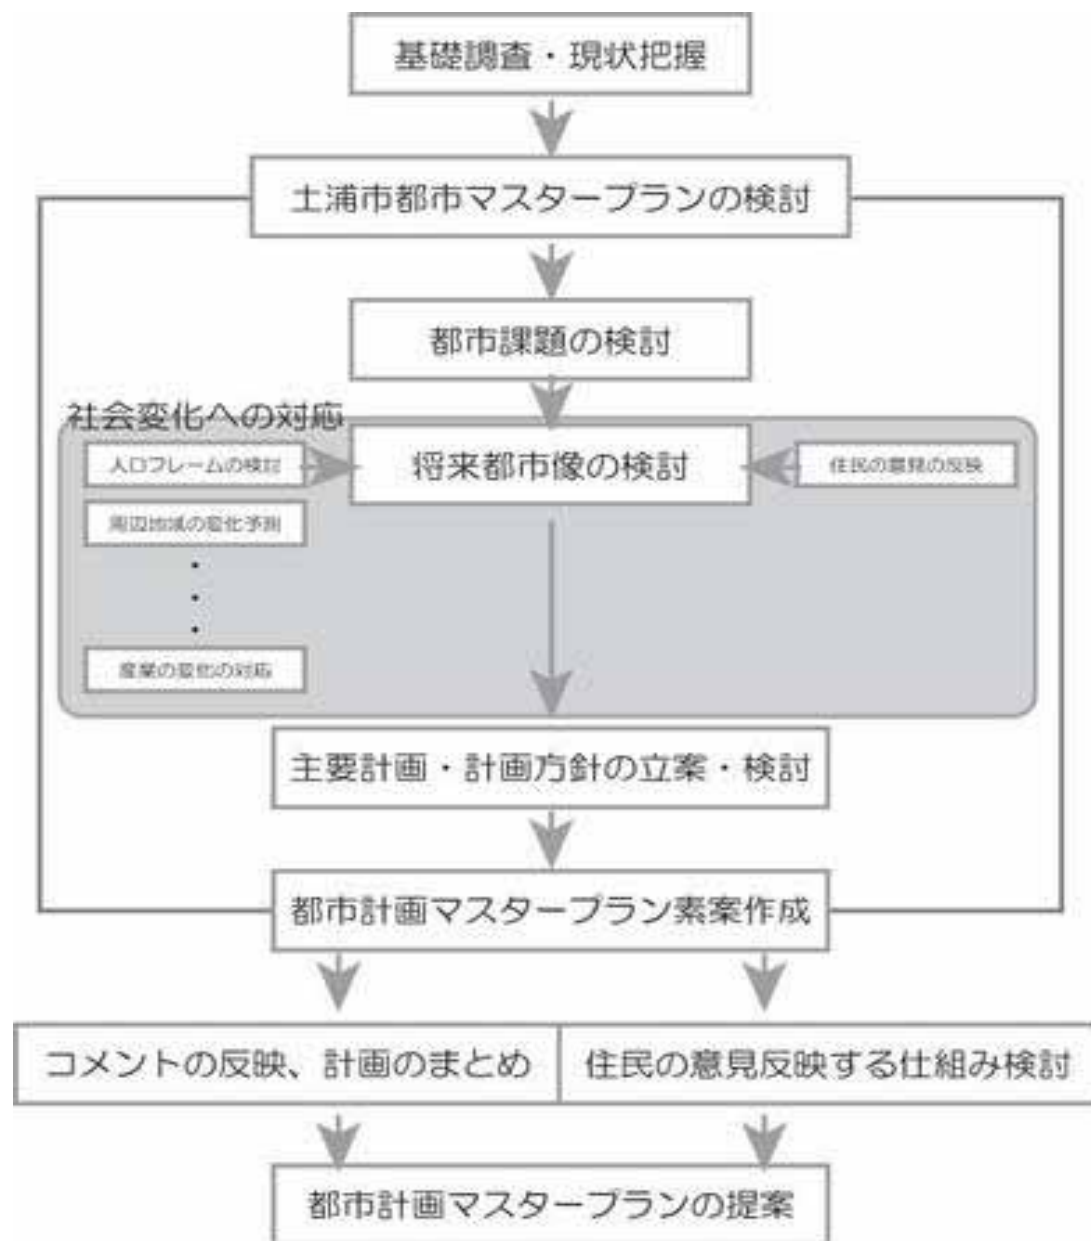 基礎調査・現状把握
土浦市都市マスタープランの検討
都市課題の検討
社会変化への対応
人口フレームの検討
将来都市像の検討
住民の意見の反映
周辺地域の変化予測
・
・
・
産業の変化の対応
主要計画・計画方針の立案・検討
都市計画マスタープラン素案作成
コメントの反映、計画のまとめ
住民の意見反映する仕組み検討
都市計画マスタープランの提案